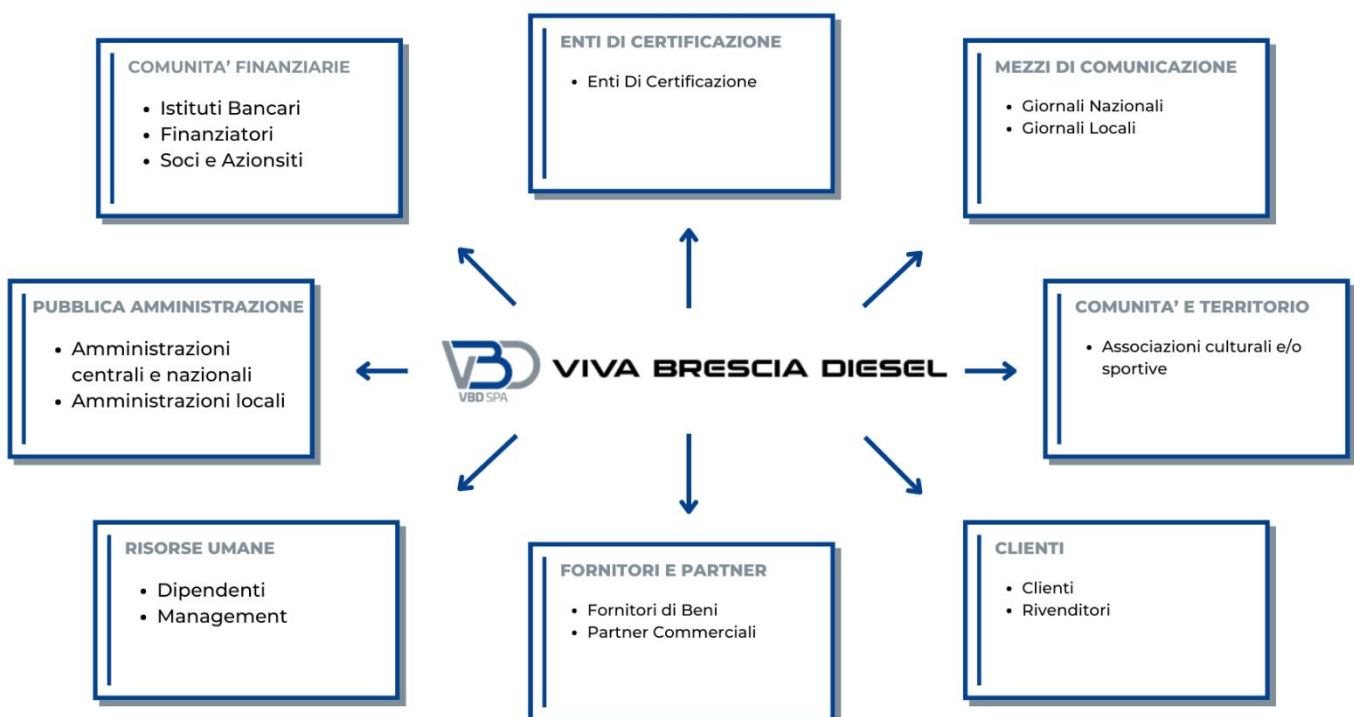 COMUNITA' FINANZIARIE
• Istituti Bancari
• Finanziatori
• Soci e Azionsiti
ENTI DI CERTIFICAZIONE
• Enti Di Certificazione
MEZZI DI COMUNICAZIONE
• Giornali Nazionali
• Giornali Locali
PUBBLICA AMMINISTRAZIONE
• Amministrazioni
centrali e nazionali
• Amministrazioni locali
VBD
VBD SPA
VIVA BRESCIA DIESEL
COMUNITA' E TERRITORIO
• Associazioni culturali e/o
sportive
RISORSE UMANE
• Dipendenti
• Management
FORNITORI E PARTNER
• Fornitori di Beni
• Partner Commerciali
CLIENTI
• Clienti
• Rivenditori